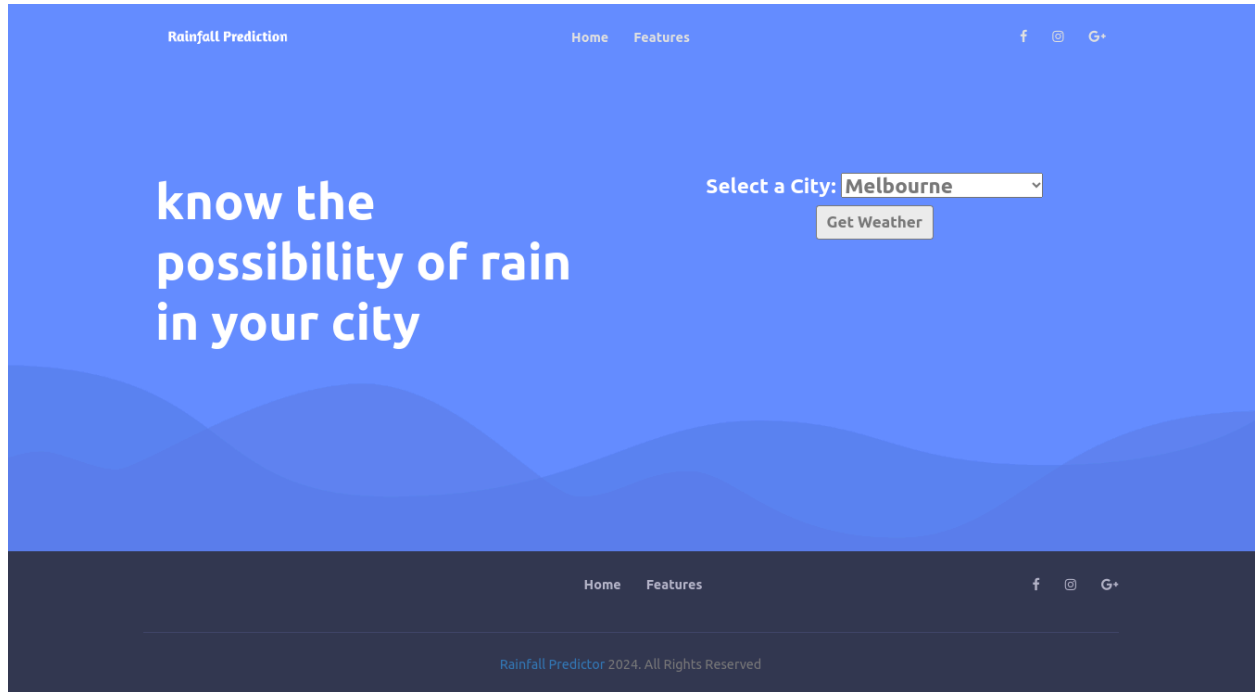 Rainfall Prediction
Home Features
know the
possibility of rain
in your city
Select a City: Melbourne
Get Weather
Home Features
Rainfall Predictor 2024. All Rights Reserved